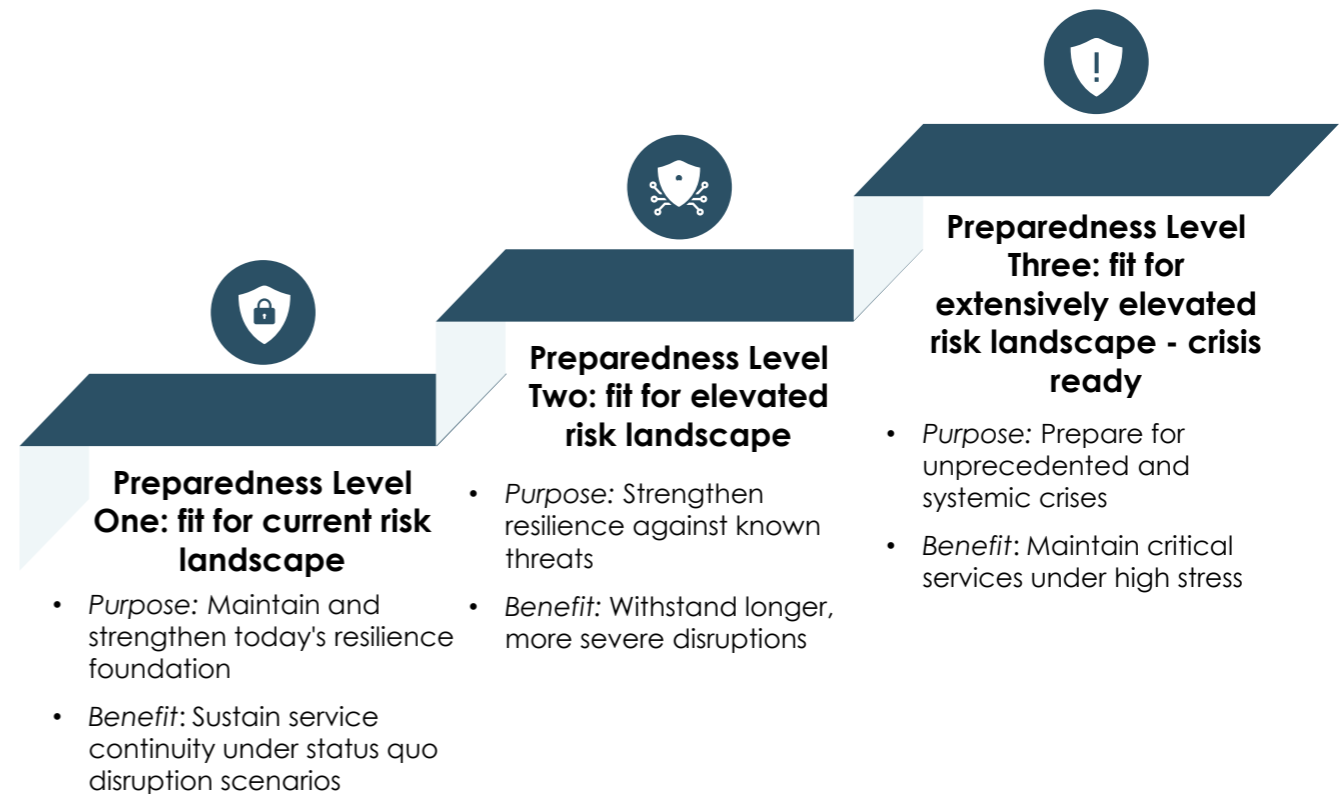 Preparedness Level
One: fit for current risk
landscape
• Purpose: Maintain and
strengthen today's resilience
foundation
• Benefit: Sustain service
continuity under status quo
disruption scenarios
Preparedness Level
Two: fit for elevated
risk landscape
• Purpose: Strengthen
resilience against known
threats
• Benefit: Withstand longer,
more severe disruptions
Preparedness Level
Three: fit for
extensively elevated
risk landscape - crisis
ready
• Purpose: Prepare for
unprecedented and
systemic crises
• Benefit: Maintain critical
services under high stress